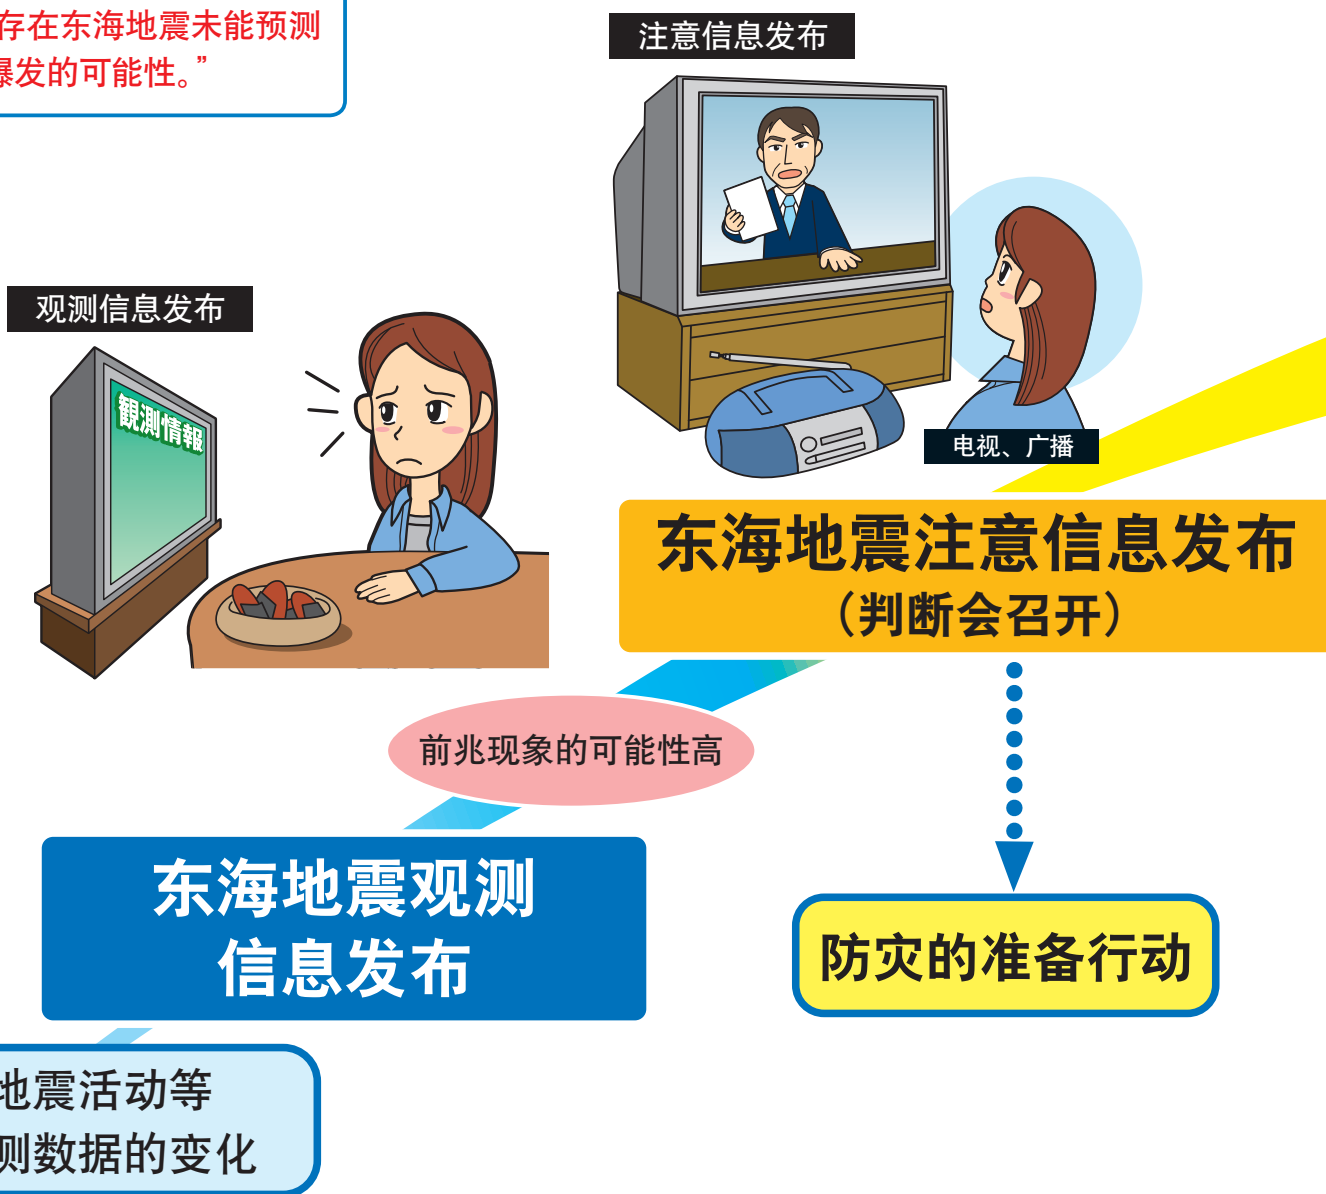 存在东海地震未能预测
爆发的可能性。”
注意信息发布
观测信息发布
観測情報
电视、广播
东海地震注意信息发布
（判断会召开）
前兆现象的可能性高
东海地震观测
信息发布
防灾的准备行动
地震活动等
测数据的变化